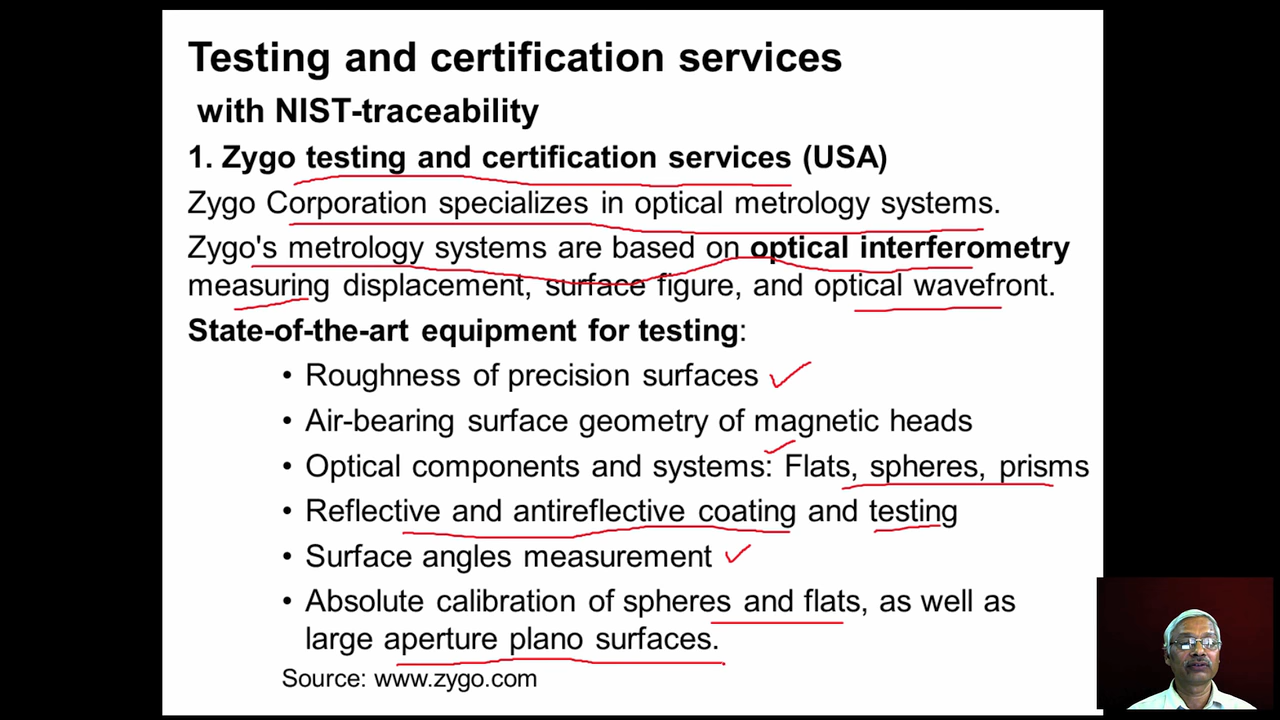 Testing and certification services
with NIST-traceability
1. Zygo testing and certification services (USA)
Zygo Corporation specializes in optical metrology systems.
Zygo's metrology systems are based on optical interferometry
measuring displacement, surface figure, and optical wavefront.
State-of-the-art equipment for testing:
• Roughness of precision surfaces
• Air-bearing surface geometry of magnetic heads
• Optical components and systems: Flats, spheres, prisms
• Reflective and antireflective coating and testing
• Surface angles measurement
• Absolute calibration of spheres and flats, as well as
large aperture plano surfaces.
Source: www.zygo.com